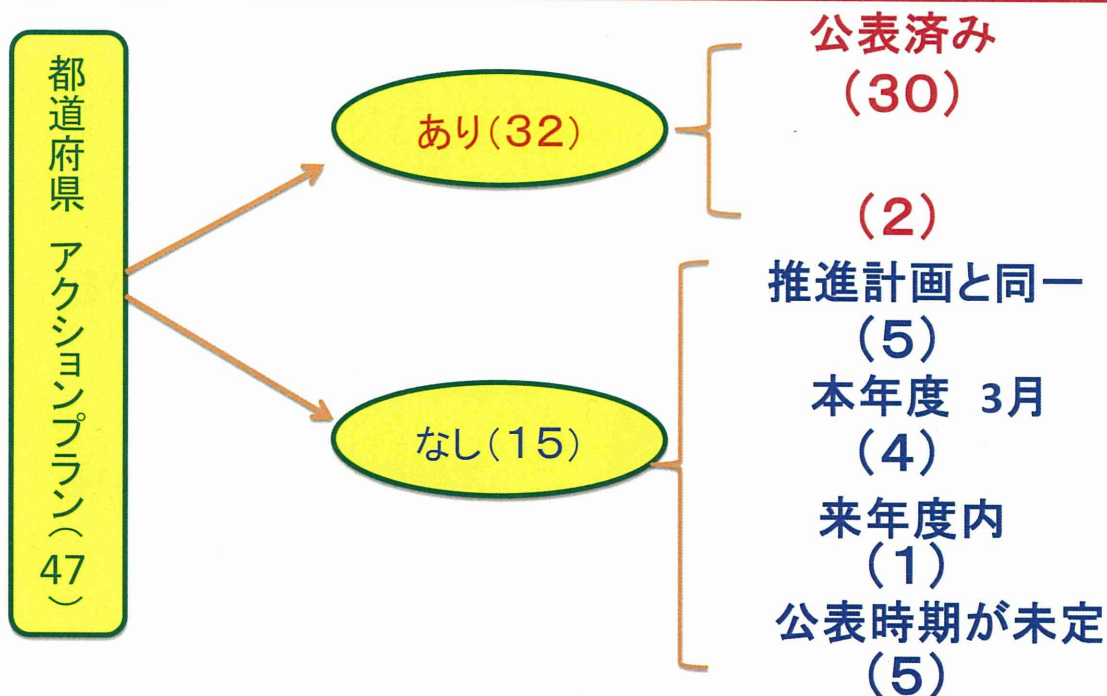 都道府県 アクションプラン(47)
あり(32)
公表済み
(30)
(2)
なし(15)
推進計画と同一
(5)
本年度 3月
(4)
来年度内
(1)
公表時期が未定
(5)